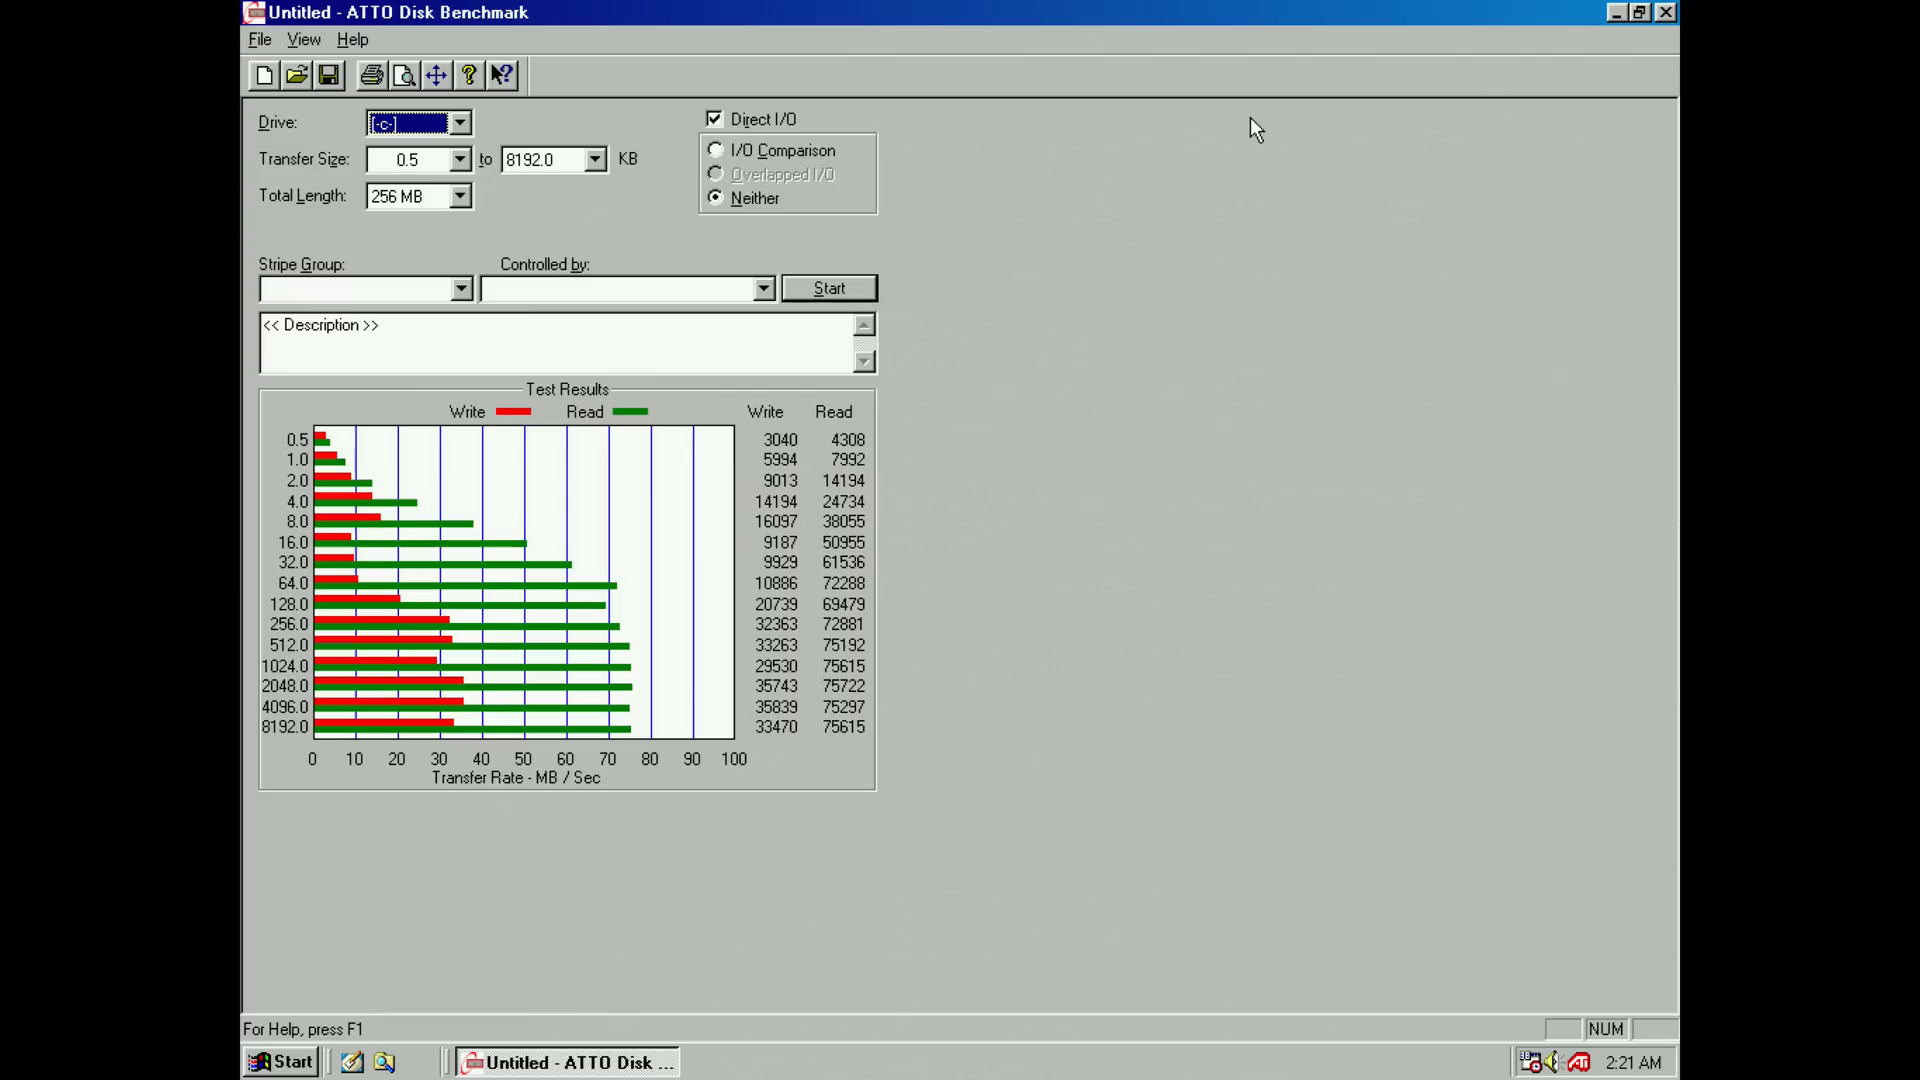 Untitled - ATTO Disk Benchmark
File View Help
Drive: [-c-]
Direct I/O
Transfer Size: 0.5 to 8192.0 KB
I/O Comparison
Overlapped I/O
Total Length: 256 MB
Neither
Stripe Group: Controlled by:
Start
<< Description >>
Test Results
Write Read Write Read
0.5 3040 4308
1.0 5994 7992
2.0 9013 14194
4.0 14194 24734
8.0 16097 38055
16.0 9187 50955
32.0 9929 61536
64.0 10886 72288
128.0 20739 69479
256.0 32363 72881
512.0 33263 75192
1024.0 29530 75615
2048.0 35743 75722
4096.0 35839 75297
8192.0 33470 75615
0 10 20 30 40 50 60 70 80 90 100
Transfer Rate - MB / Sec
For Help, press F1
NUM
Start Untitled - ATTO Disk ... ATI 2:21 AM